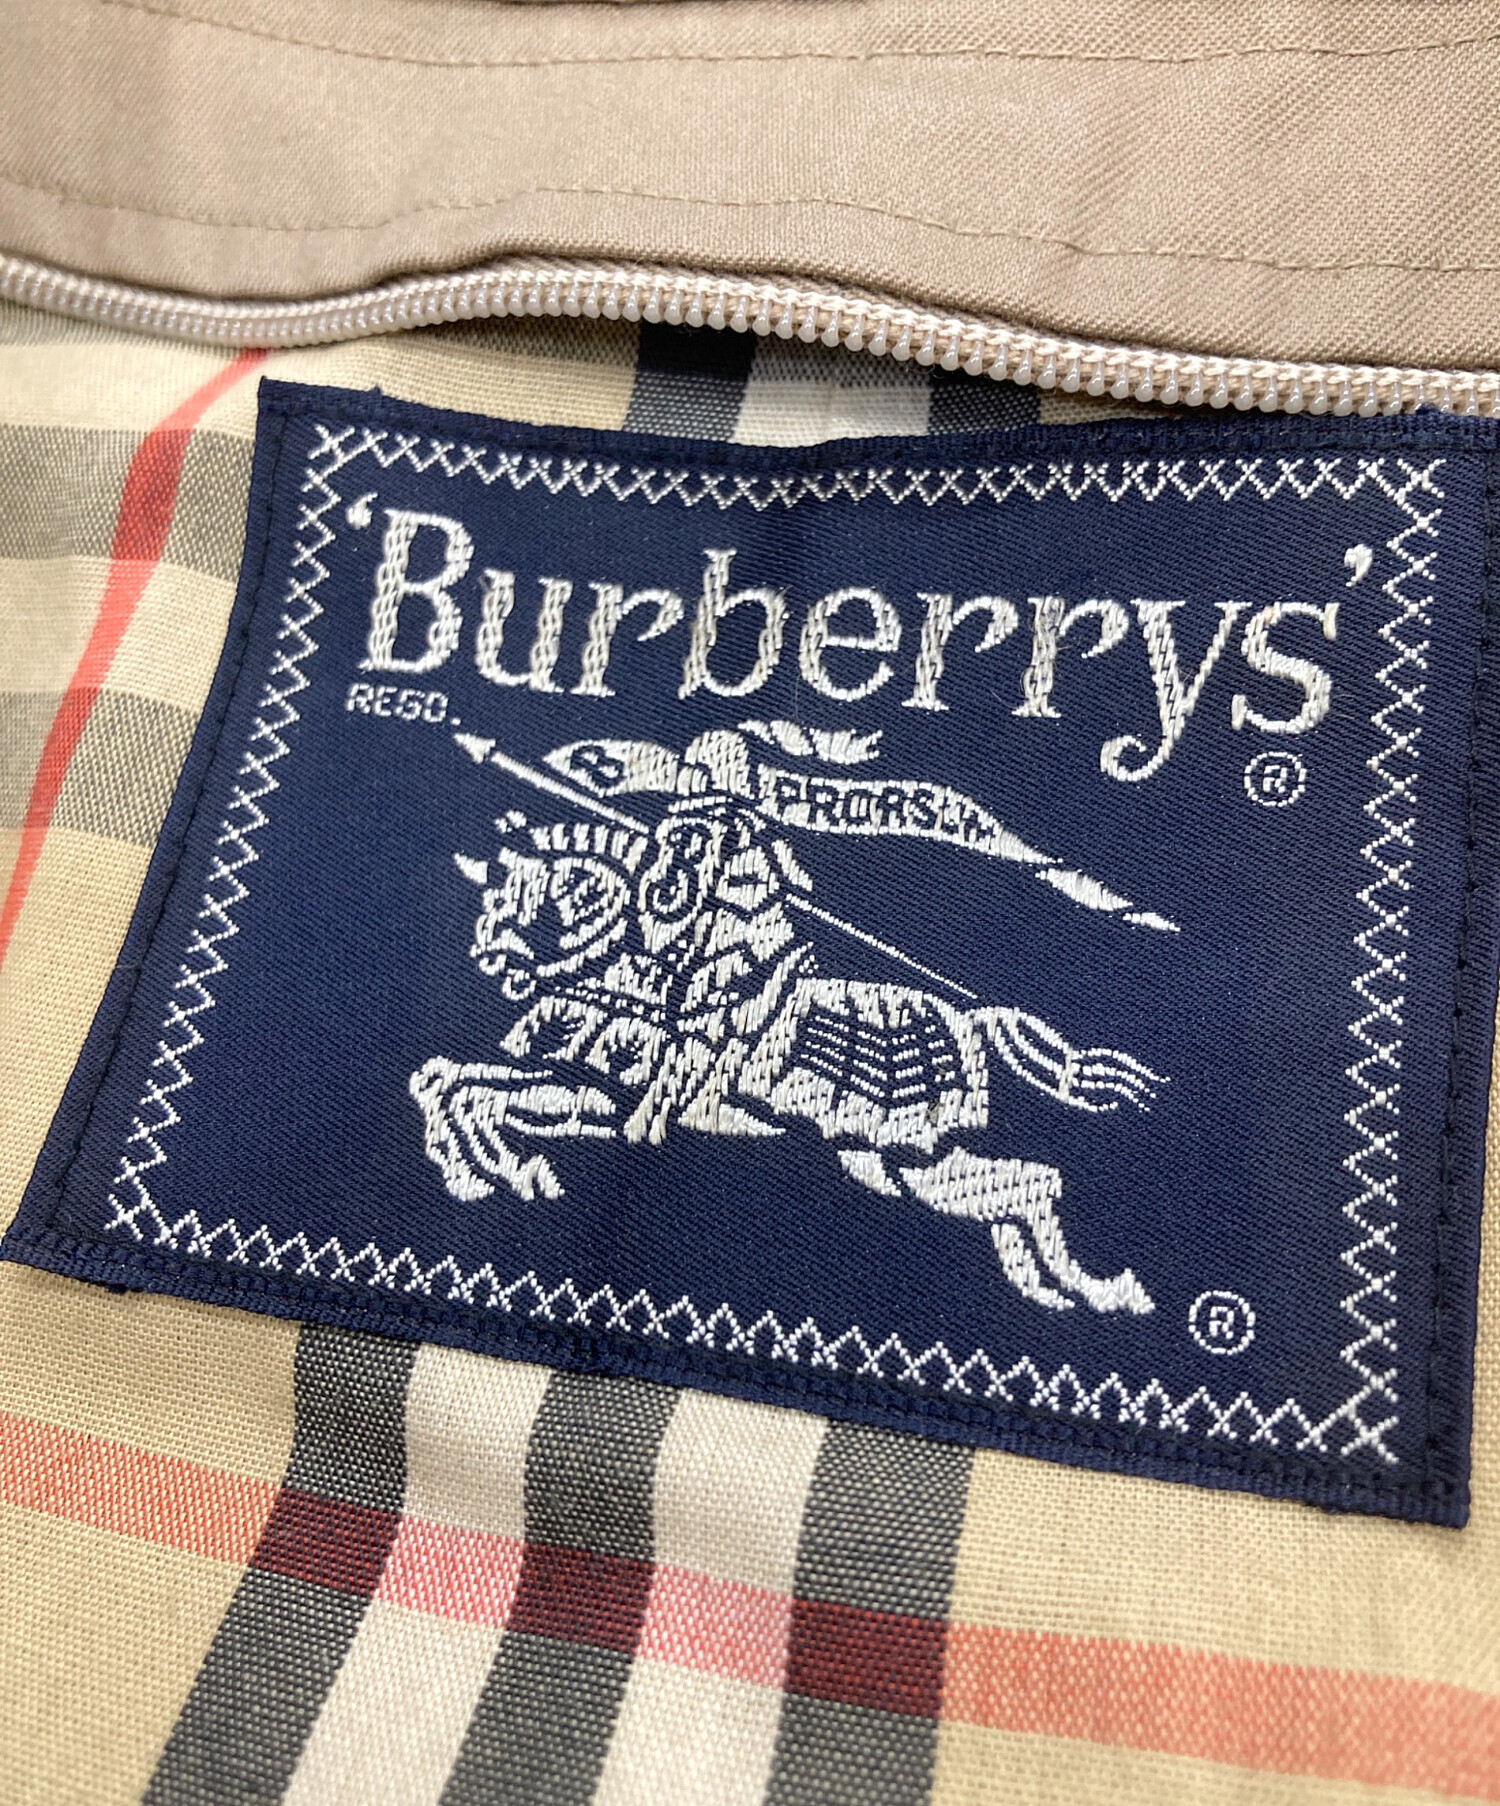 ‘Burberrys’
REGD.
®
B PRORSUM
®